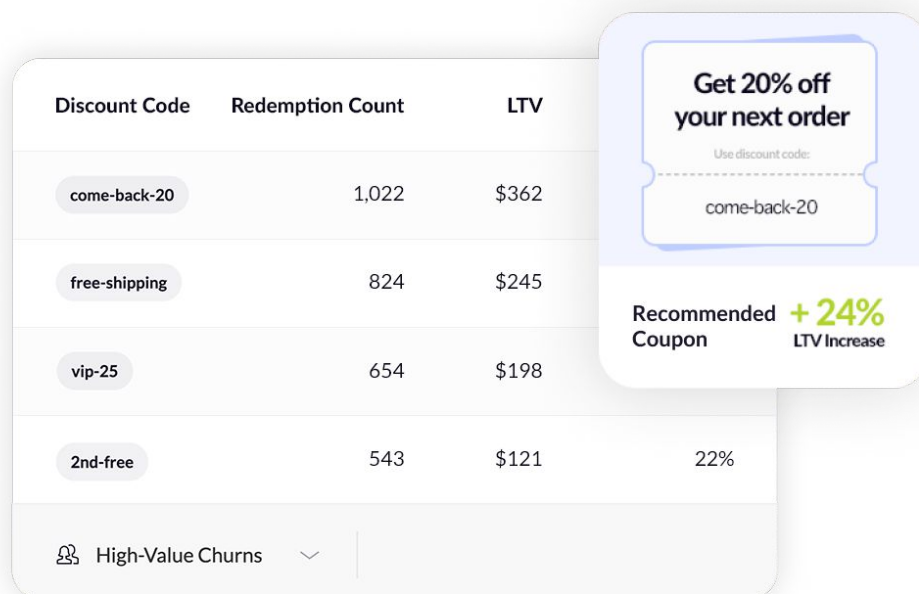 Discount Code Redemption Count LTV
come-back-20 1,022 $362
free-shipping 824 $245
vip-25 654 $198
2nd-free 543 $121 22%
High-Value Churns
Get 20% off
your next order
Use discount code:
come-back-20
Recommended
Coupon
+ 24%
LTV Increase